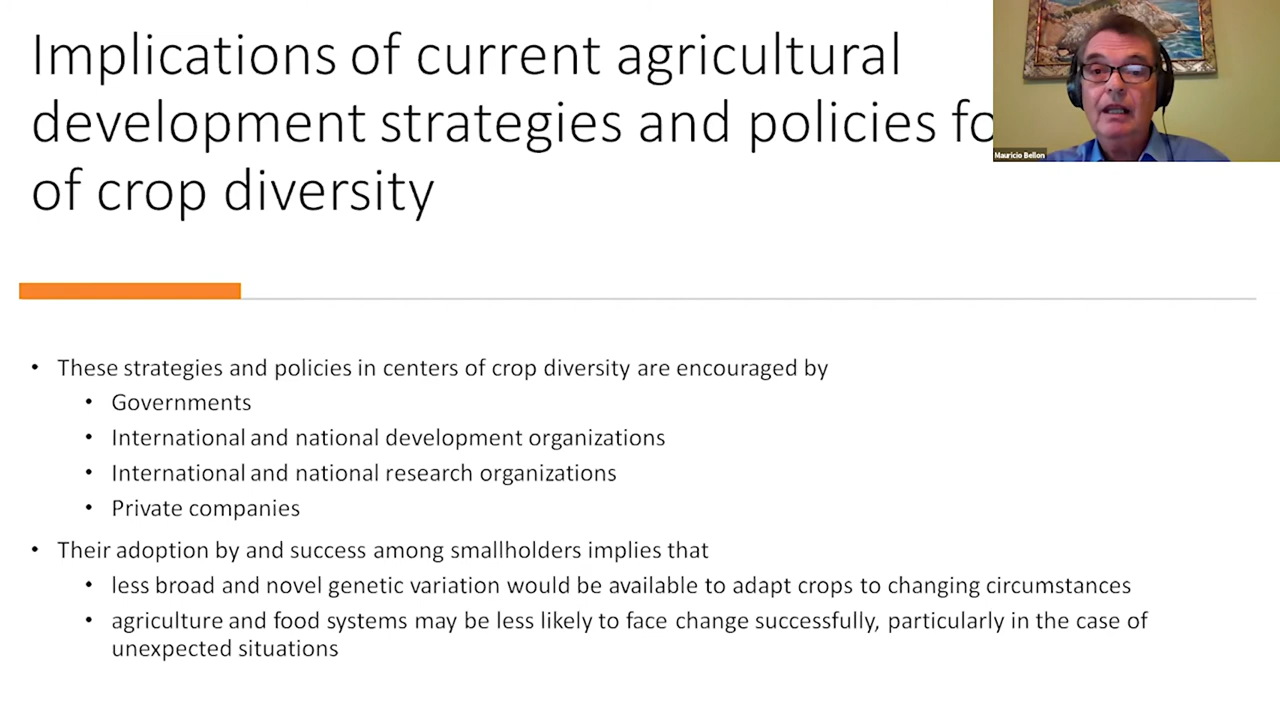 Implications of current agricultural
development strategies and policies
of crop diversity
Mauricio Bellon
• These strategies and policies in centers of crop diversity are encouraged by
• Governments
• International and national development organizations
• International and national research organizations
• Private companies
• Their adoption by and success among smallholders implies that
• less broad and novel genetic variation would be available to adapt crops to changing circumstances
• agriculture and food systems may be less likely to face change successfully, particularly in the case of
unexpected situations